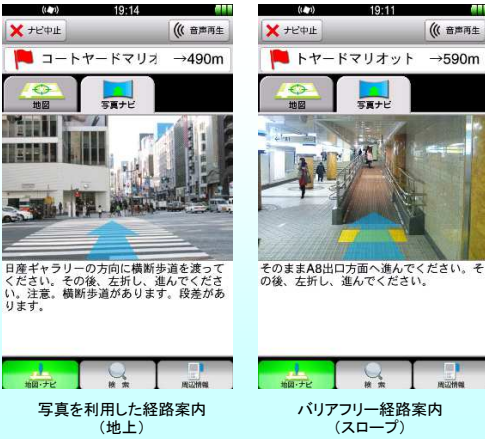 19:14
ナビ中止
音声再生
コートヤードマリオ →490m
地図
写真ナビ
日産ギャラリーの方向に横断歩道を渡って
ください。その後、左折し、進んでくださ
い。注意。横断歩道があります。段差があ
ります。
地図・ナビ
検索
周辺情報
写真を利用した経路案内
（地上）
19:11
ナビ中止
音声再生
トヤードマリオット →590m
地図
写真ナビ
そのままA8出口方面へ進んでください。そ
の後、左折し、進んでください。
地図・ナビ
検索
周辺情報
バリアフリー経路案内
（スロープ）